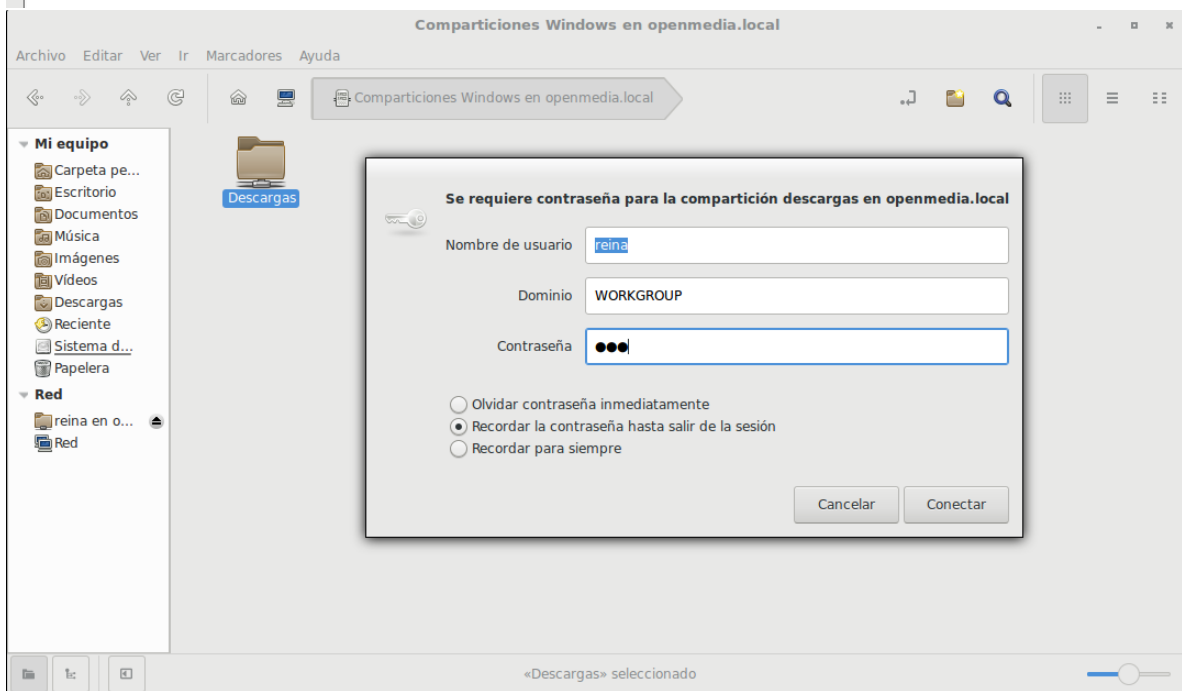 Comparticiones Windows en openmedia.local
Archivo Editar Ver Ir Marcadores Ayuda
Comparticiones Windows en openmedia.local
Mi equipo
Carpeta pe...
Escritorio
Documentos
Música
Imágenes
Vídeos
Descargas
Reciente
Sistema d...
Papelera
Red
reina en o...
Red
Descargas
Se requiere contraseña para la compartición descargas en openmedia.local
Nombre de usuario reina
Dominio WORKGROUP
Contraseña ●●●
Olvidar contraseña inmediatamente
Recordar la contraseña hasta salir de la sesión
Recordar para siempre
Cancelar Conectar
«Descargas» seleccionado